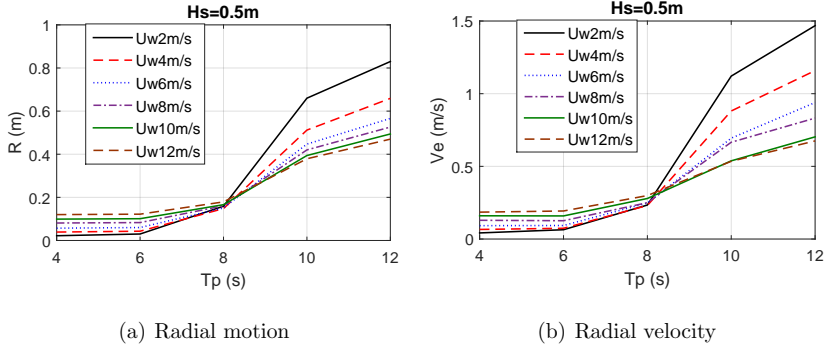 Hs=0.5m
R (m)
1
0.8
0.6
0.4
0.2
0
Uw2m/s
Uw4m/s
Uw6m/s
Uw8m/s
Uw10m/s
Uw12m/s
4 6 8 10 12
Tp (s)
(a) Radial motion
Hs=0.5m
Ve (m/s)
1.5
1
0.5
0
Uw2m/s
Uw4m/s
Uw6m/s
Uw8m/s
Uw10m/s
Uw12m/s
4 6 8 10 12
Tp (s)
(b) Radial velocity